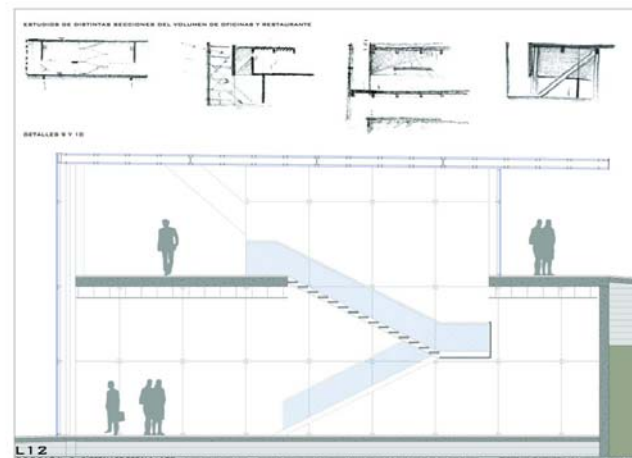 ESTUDIOS DE DISTINTAS SECCIONES DEL VOLUMEN DE OFICINAS Y RESTAURANTE
DETALLES 9 Y 10
L12